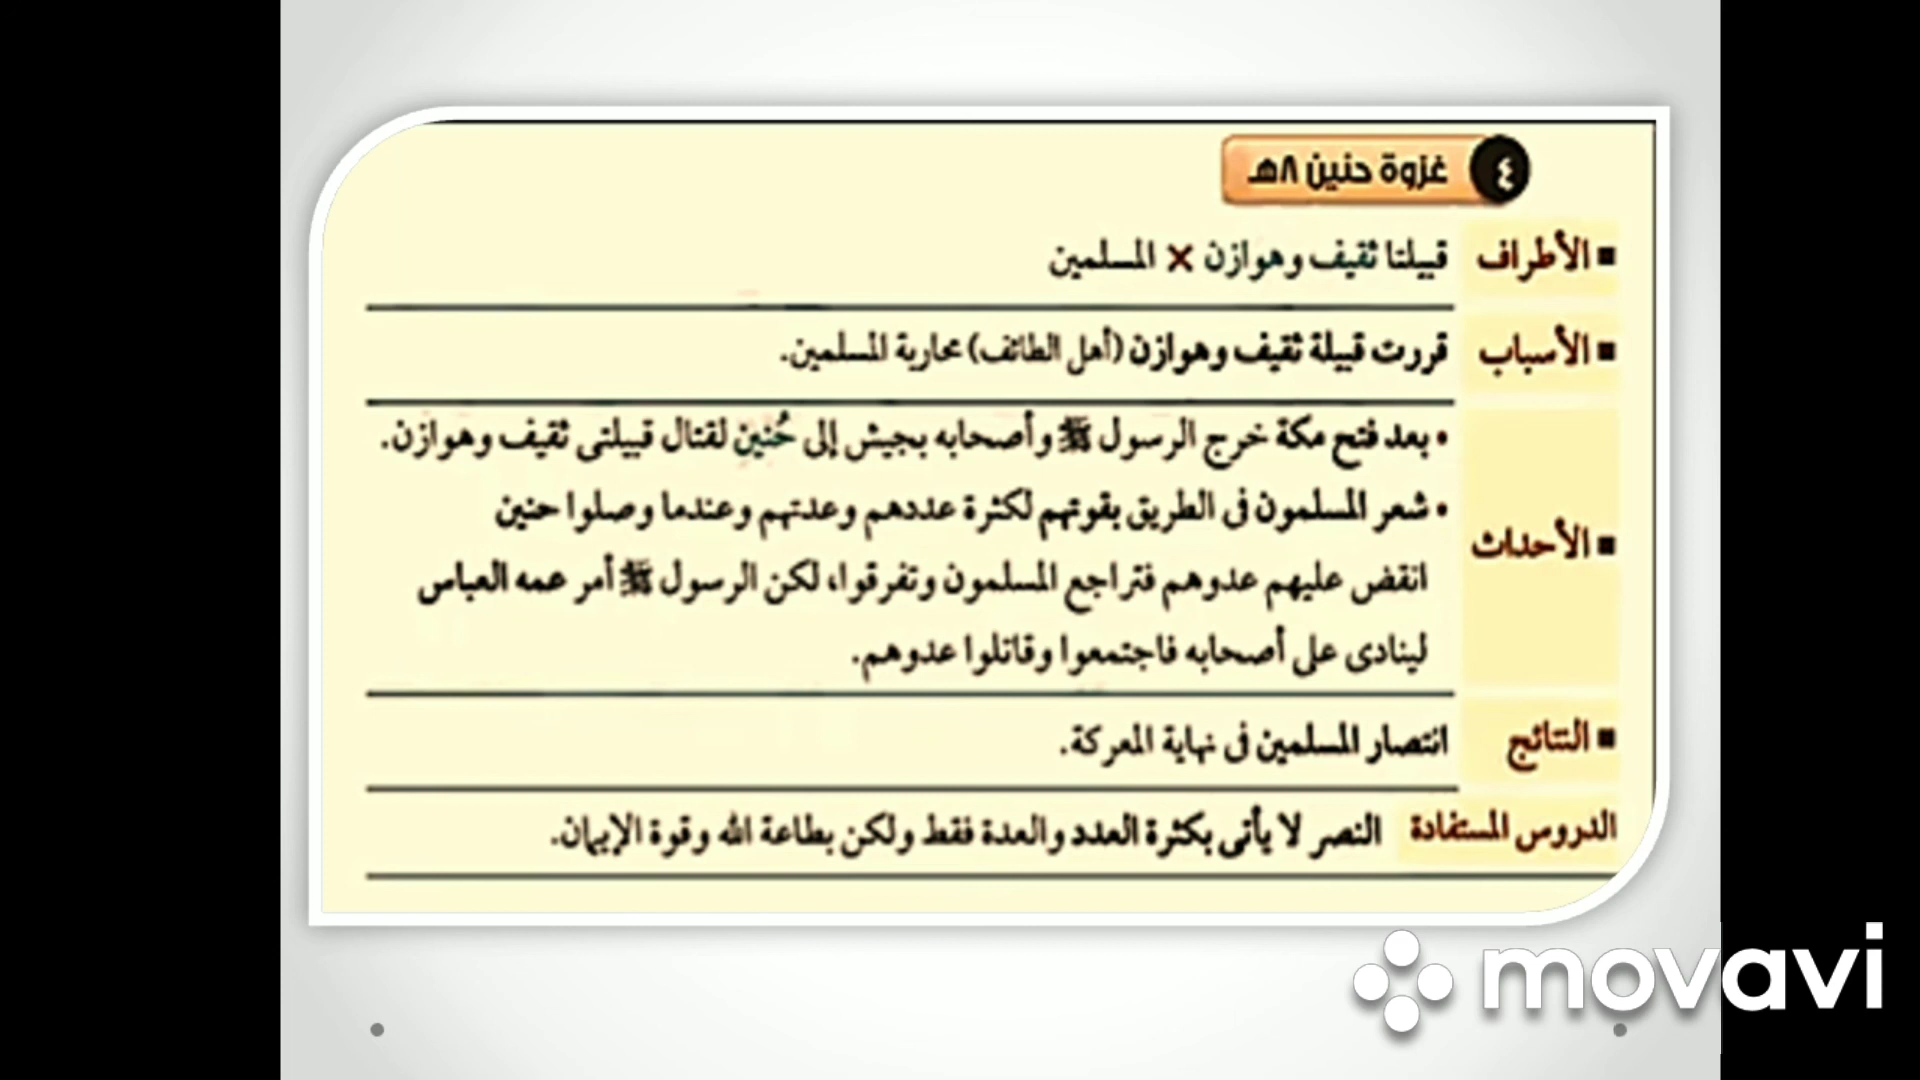 ٤ غزوة حنين ٨هـ
■ الأطراف قبيلتا ثقيف وهوازن × المسلمين
■ الأسباب قررت قبيلة ثقيف وهوازن (أهل الطائف) محاربة المسلمين.
• بعد فتح مكة خرج الرسول ﷺ وأصحابه بجيش إلى حُنين لقتال قبيلتى ثقيف وهوازن.
• شعر المسلمون فى الطريق بقوتهم لكثرة عددهم وعدتهم وعندما وصلوا حنين
■ الأحداث
انقض عليهم عدوهم فتراجع المسلمون وتفرقوا، لكن الرسول ﷺ أمر عمه العباس
لينادى على أصحابه فاجتمعوا وقاتلوا عدوهم.
■ النتائج انتصار المسلمين فى نهاية المعركة.
الدروس المستفادة النصر لا يأتى بكثرة العدد والعدة فقط ولكن بطاعة الله وقوة الإيمان.
movavi